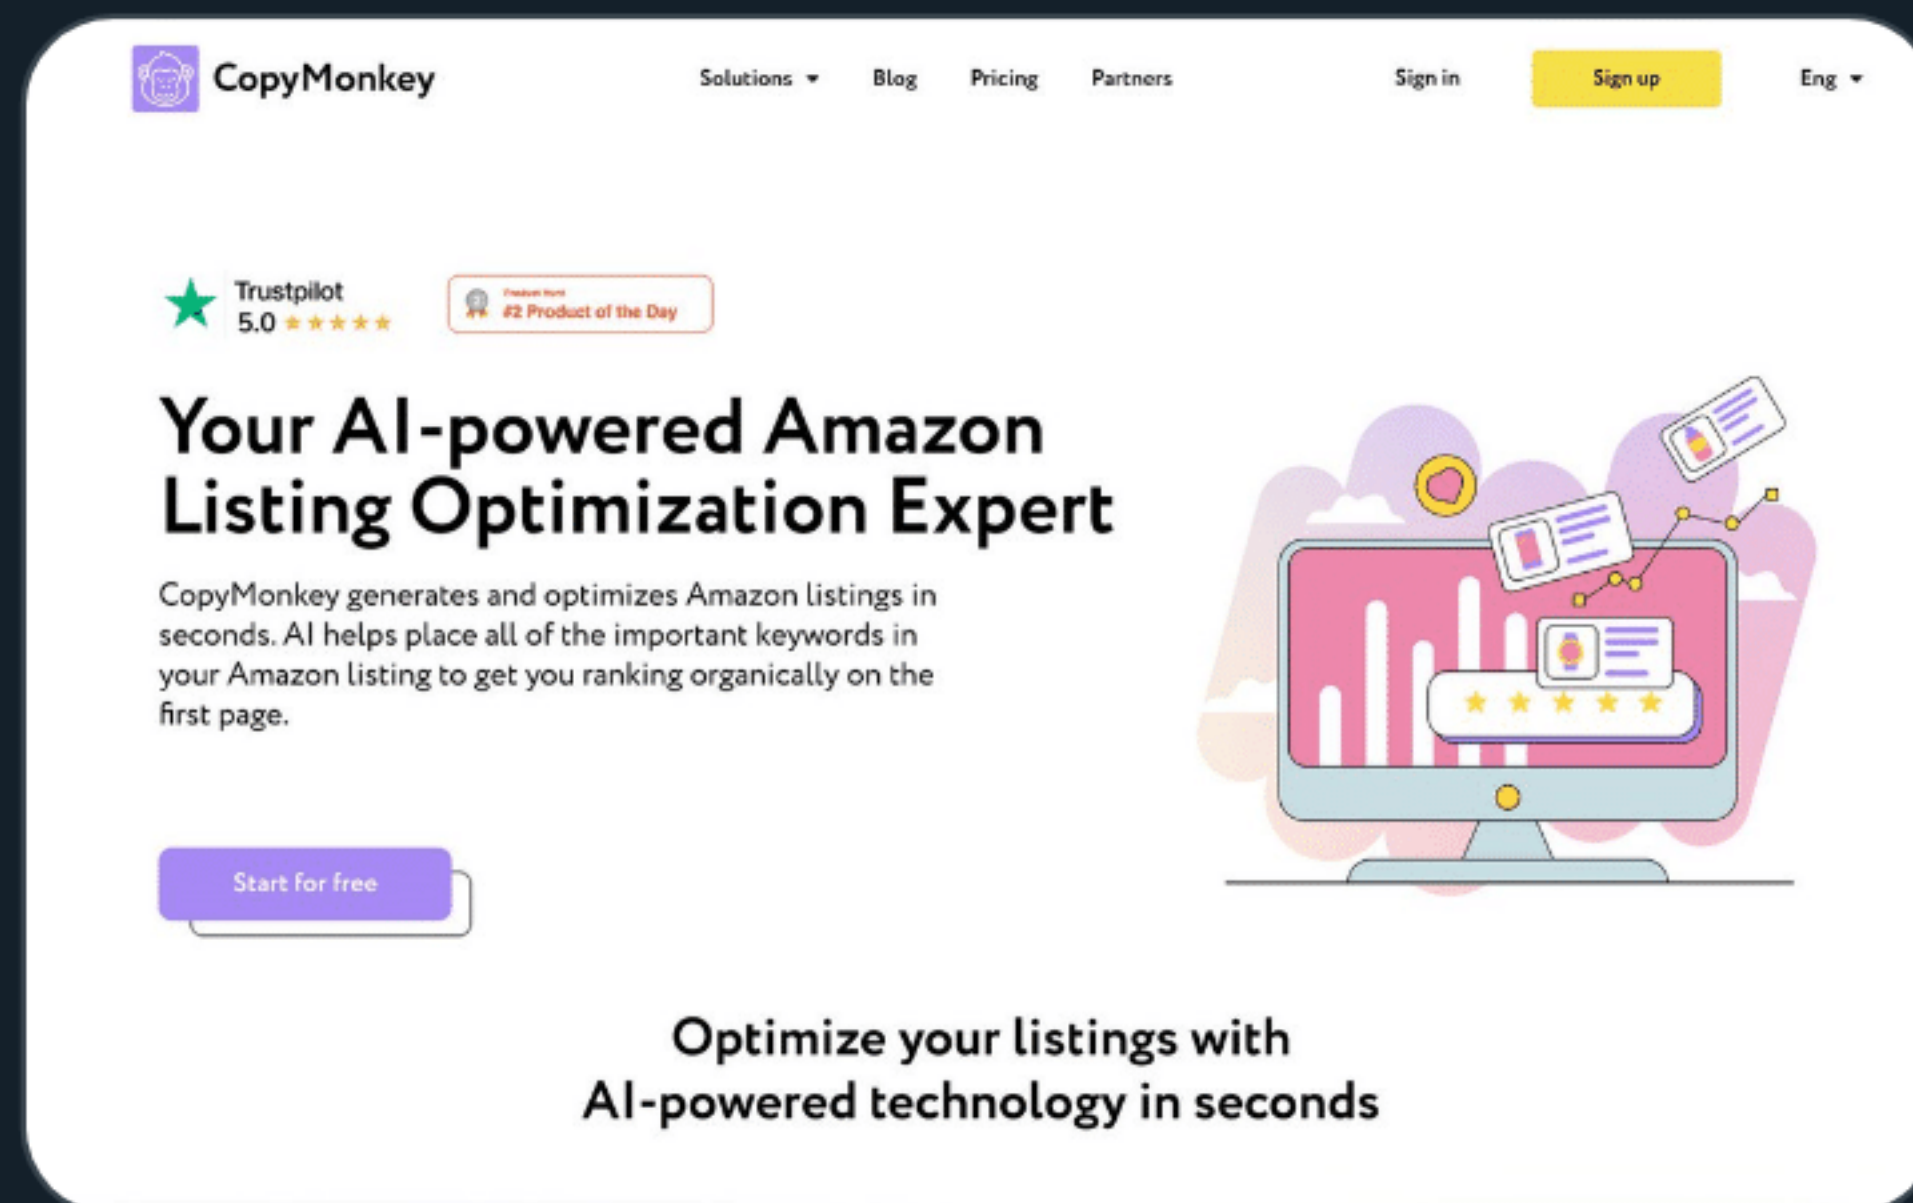 CopyMonkey
Solutions
Blog
Pricing
Partners
Sign in
Sign up
Eng
Trustpilot
5.0
Product Hunt
#2 Product of the Day
Your AI-powered Amazon
Listing Optimization Expert
CopyMonkey generates and optimizes Amazon listings in
seconds. AI helps place all of the important keywords in
your Amazon listing to get you ranking organically on the
first page.
Start for free
Optimize your listings with
AI-powered technology in seconds